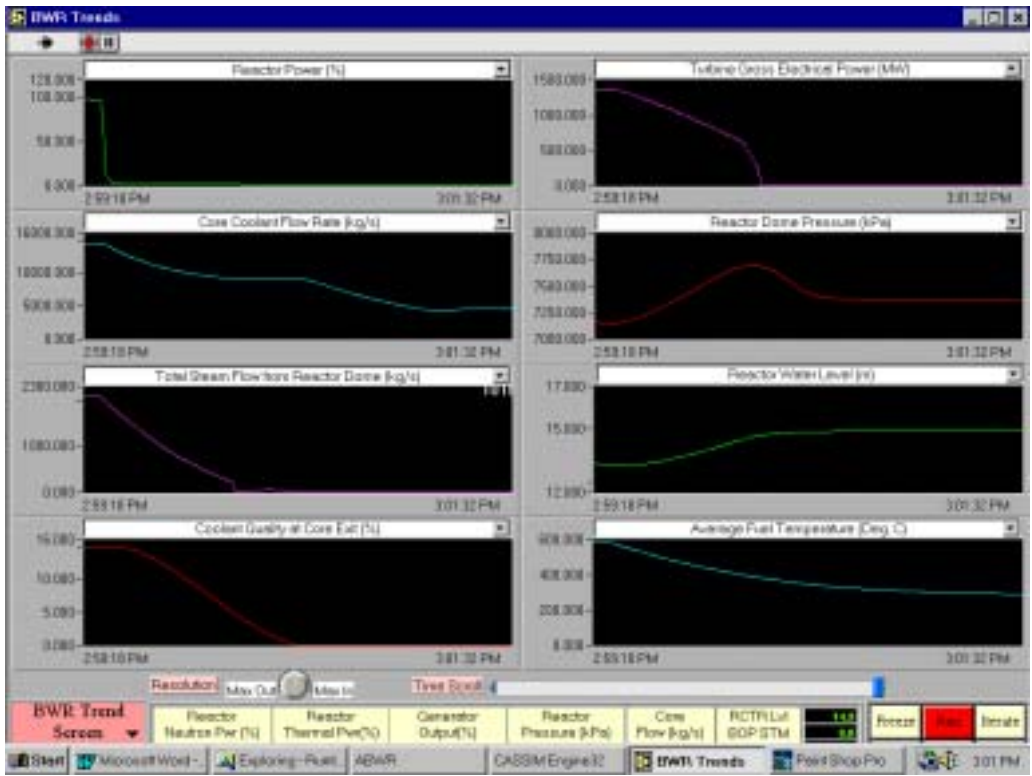 BWR Trends
Reactor Power (%)
120.000
100.000
50.000
0.000
2:59:18 PM
3:01:32 PM
Turbine Gross Electrical Power (MW)
1500.000
1000.000
500.000
0.000
2:59:18 PM
3:01:32 PM
Core Coolant Flow Rate (kg/s)
16000.000
10000.000
5000.000
0.000
2:59:18 PM
3:01:32 PM
Reactor Dome Pressure (kPa)
8000.000
7750.000
7500.000
7250.000
7000.000
2:59:18 PM
3:01:32 PM
Total Steam Flow from Reactor Dome (kg/s)
1000.000
0.000
2:59:18 PM
3:01:32 PM
Reactor Water Level (m)
17.000
15.000
12.000
2:59:18 PM
3:01:32 PM
Coolant Quality at Core Exit (%)
10.000
5.000
0.000
2:59:18 PM
3:01:32 PM
Average Fuel Temperature (Deg. C)
600.000
400.000
200.000
0.000
2:59:18 PM
3:01:32 PM
Resolution
Max Out
Max In
Time Scroll
BWR Trend
Screen
Reactor
Neutron Pwr (%)
Reactor
Thermal Pwr(%)
Generator
Output(%)
Reactor
Pressure (kPa)
Core
Flow (kg/s)
RCTR LvI
BOP STM
Freeze
Run
Iterate
Start
Microsoft Word -
ABWR
CASSIM Engine32
BWR Trends
Paint Shop Pro
3:01 PM